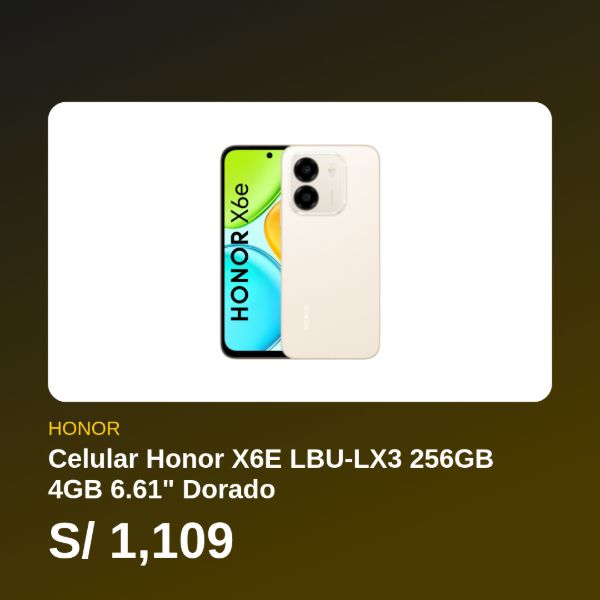 HONOR X6e
HONOR
Celular Honor X6E LBU-LX3 256GB
4GB 6.61" Dorado
S/ 1,109